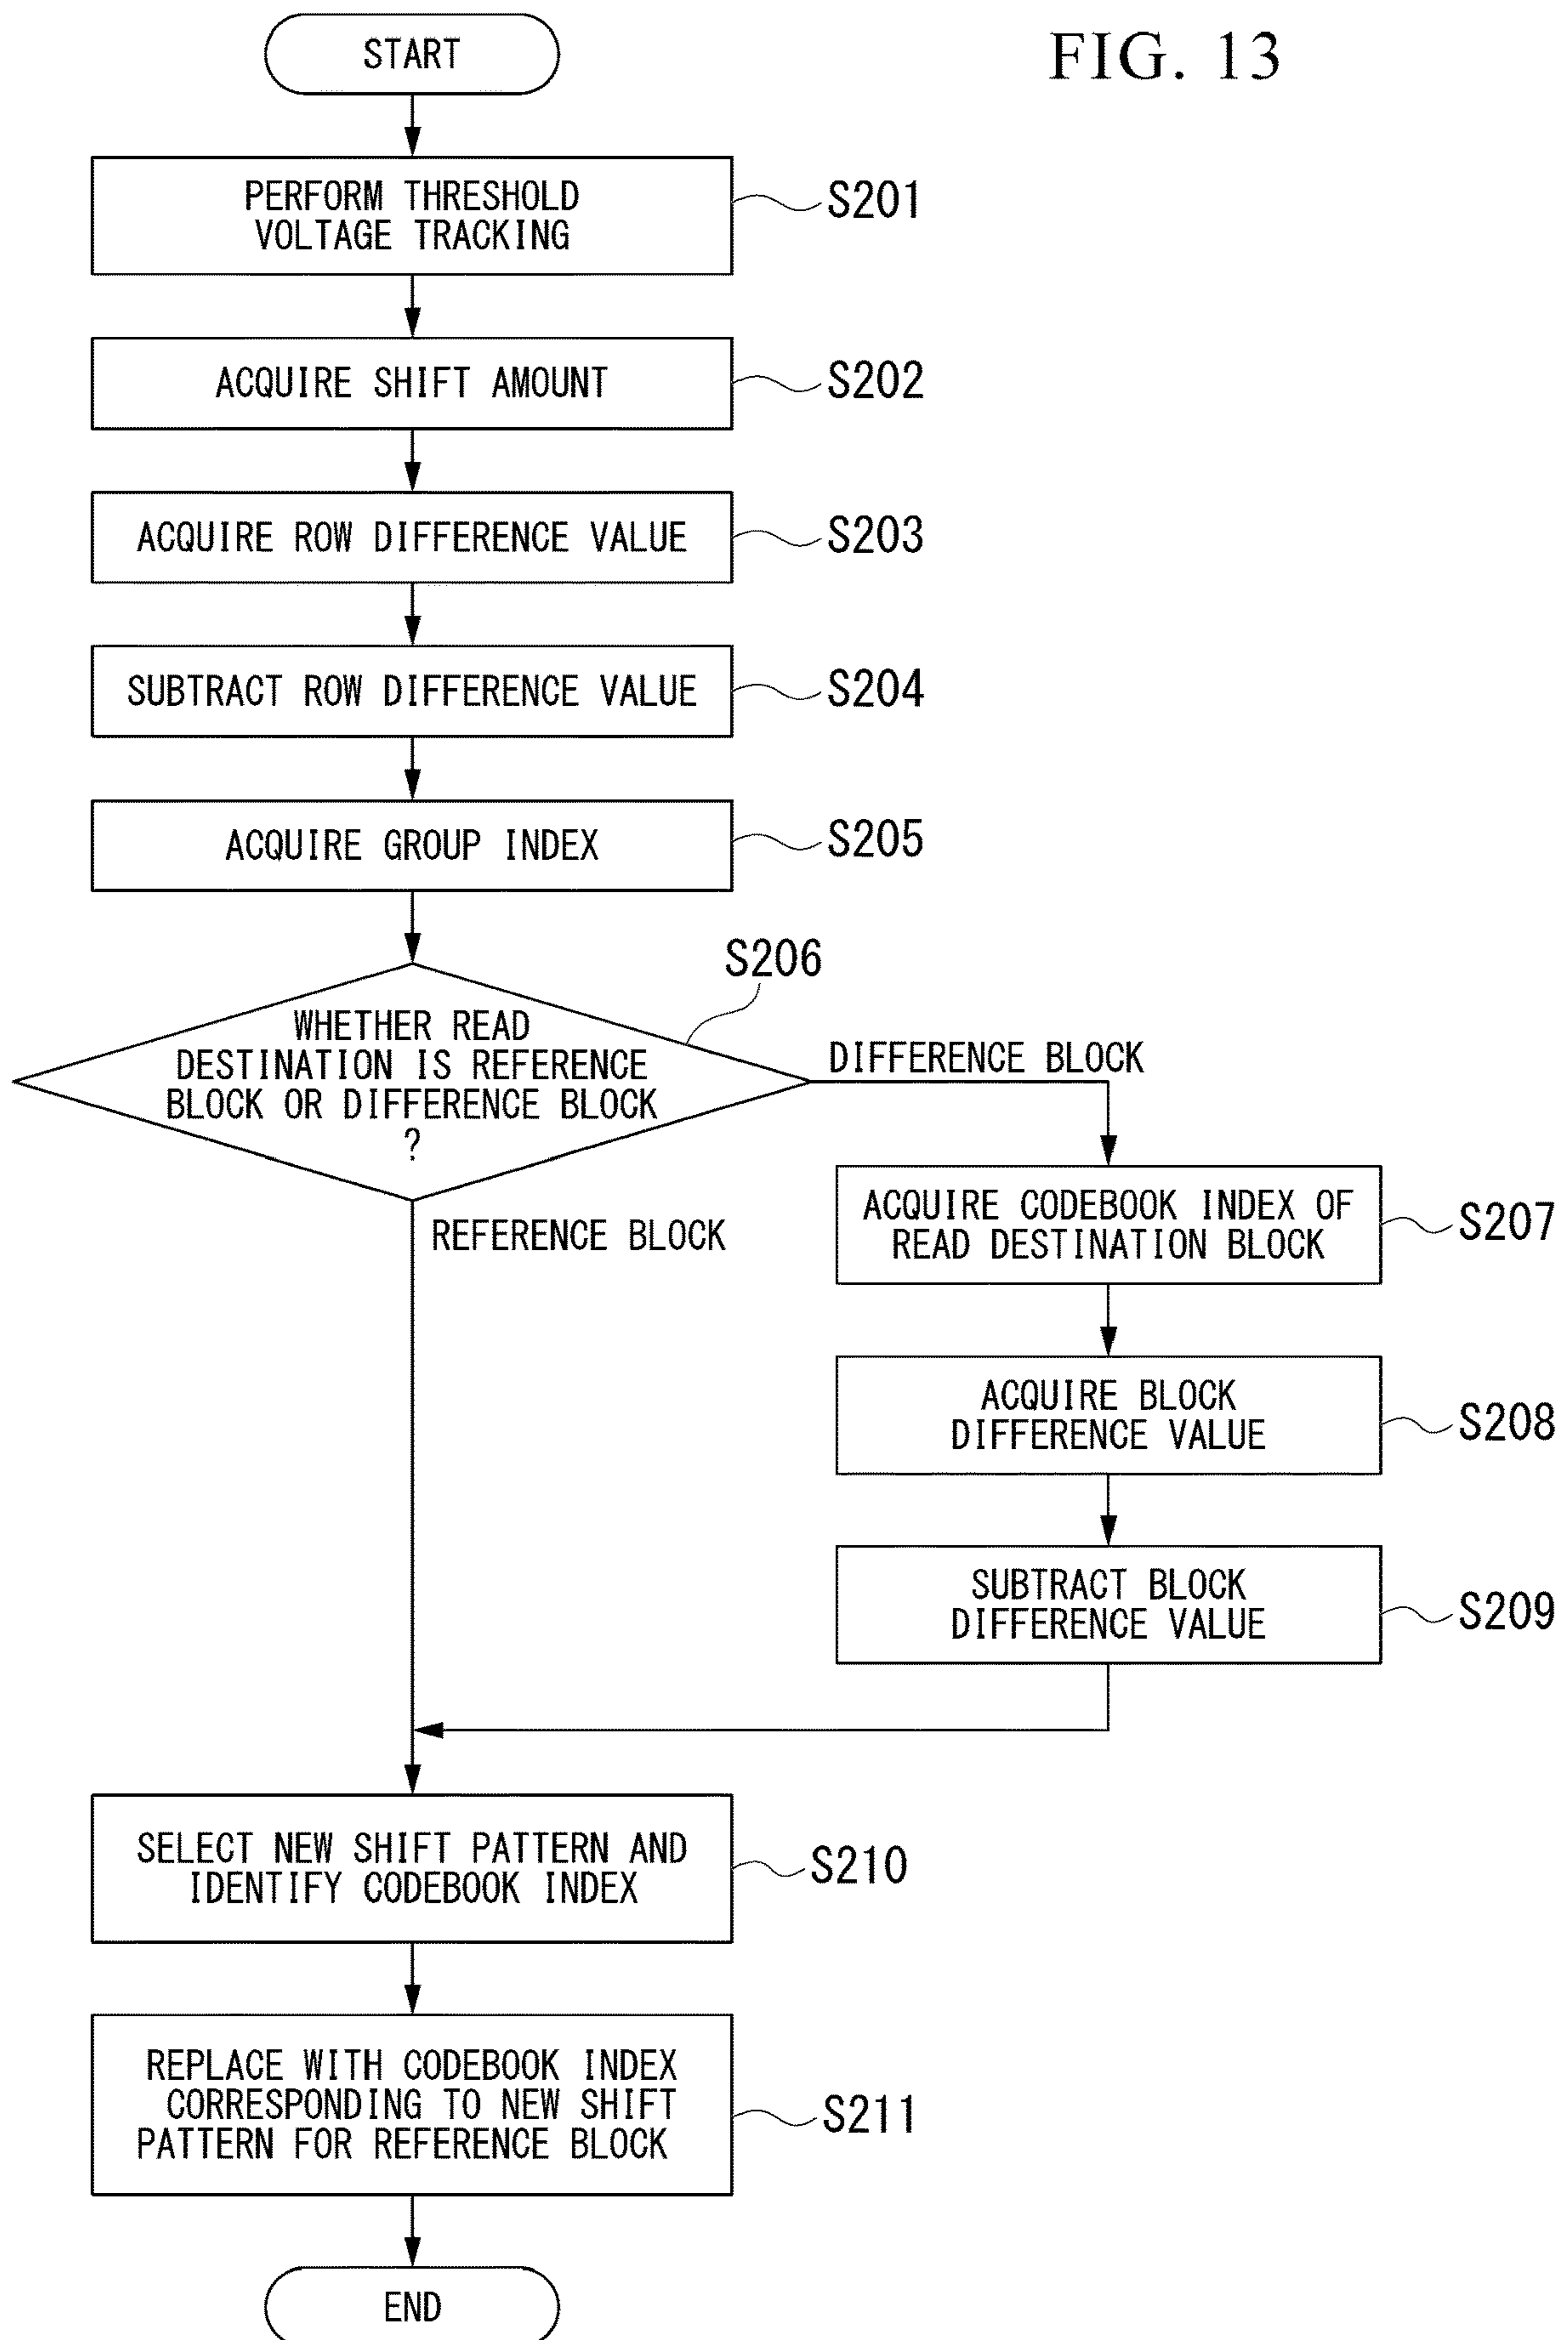 START
FIG. 13
PERFORM THRESHOLD
VOLTAGE TRACKING
S201
ACQUIRE SHIFT AMOUNT
S202
ACQUIRE ROW DIFFERENCE VALUE
S203
SUBTRACT ROW DIFFERENCE VALUE
S204
ACQUIRE GROUP INDEX
S205
S206
WHETHER READ
DESTINATION IS REFERENCE
BLOCK OR DIFFERENCE BLOCK
?
DIFFERENCE BLOCK
REFERENCE BLOCK
ACQUIRE CODEBOOK INDEX OF
READ DESTINATION BLOCK
S207
ACQUIRE BLOCK
DIFFERENCE VALUE
S208
SUBTRACT BLOCK
DIFFERENCE VALUE
S209
SELECT NEW SHIFT PATTERN AND
IDENTIFY CODEBOOK INDEX
S210
REPLACE WITH CODEBOOK INDEX
CORRESPONDING TO NEW SHIFT
PATTERN FOR REFERENCE BLOCK
S211
END